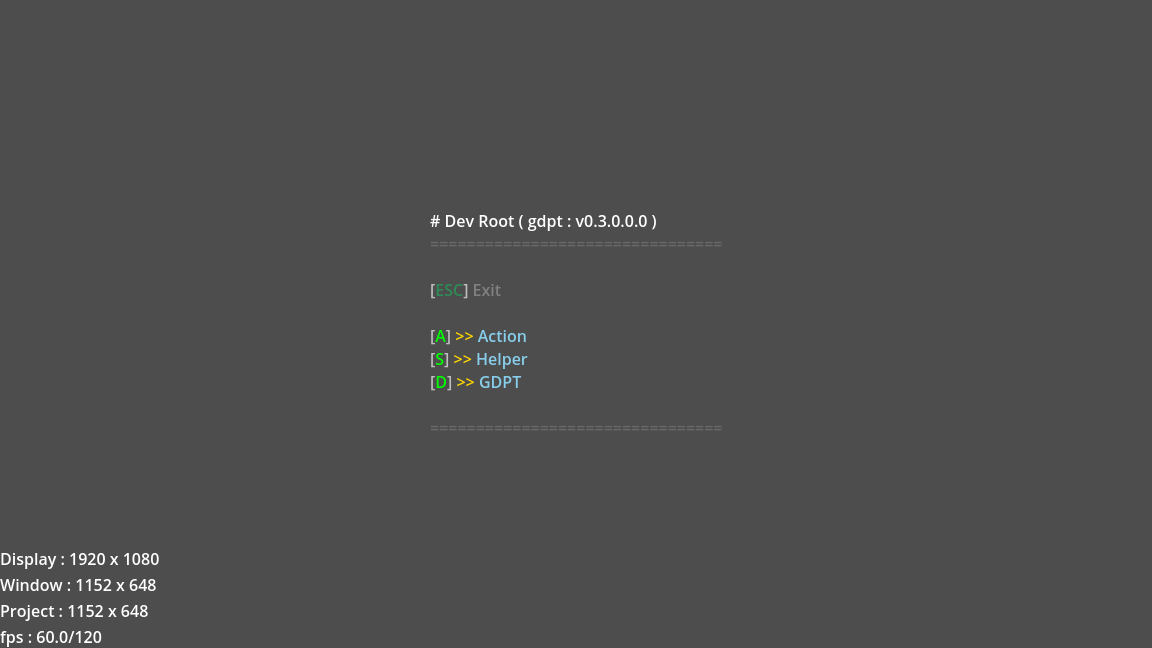 # Dev Root ( gdpt : v0.3.0.0.0 )
================================
[ESC] Exit
[A] >> Action
[S] >> Helper
[D] >> GDPT
================================
Display : 1920 x 1080
Window : 1152 x 648
Project : 1152 x 648
fps : 60.0/120